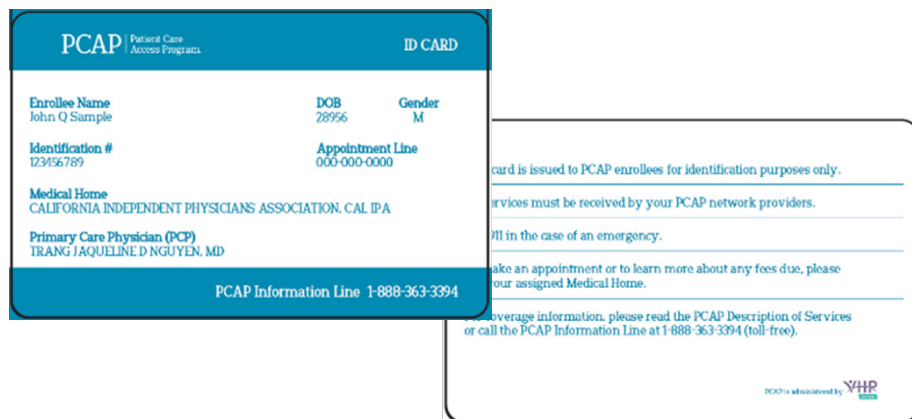 PCAP Patient Care
Access Program.
ID CARD
Enrollee Name
John Q Sample
DOB
28956
Gender
M
Identification #
123456789
Appointment Line
000-000-0000
Medical Home
CALIFORNIA INDEPENDENT PHYSICIANS ASSOCIATION, CAL IPA
Primary Care Physician (PCP)
TRANG JAQUELINE D NGUYEN, MD
PCAP Information Line 1-888-363-3394
card is issued to PCAP enrollees for identification purposes only.
must be received by your PCAP network providers.
in the case of an emergency.
an appointment or to learn more about any fees due, please
your assigned Medical Home.
coverage information, please read the PCAP Description of Services
or call the PCAP Information Line at 1-888-363-3394 (toll-free).
PCAP is administered by